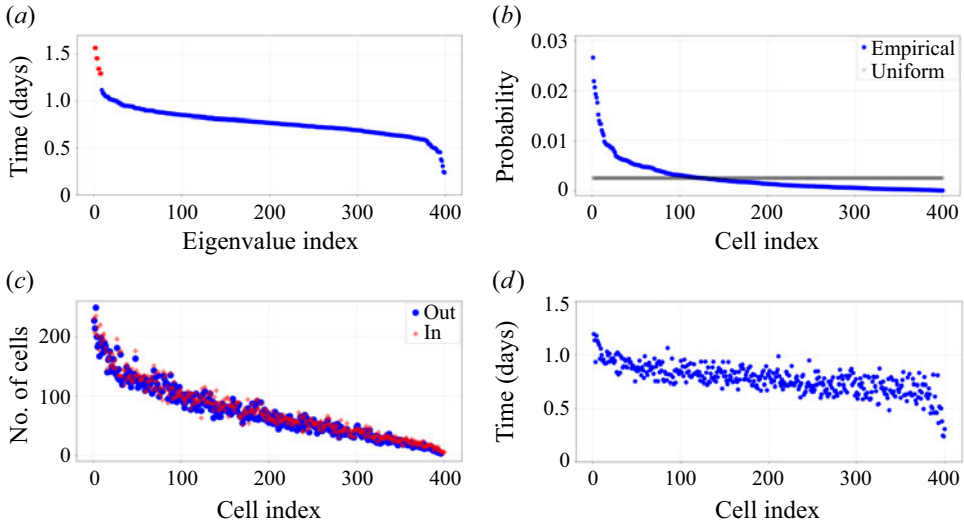 (a)
1.5
1.0
0.5
0
Time (days)
0 100 200 300 400
Eigenvalue index
(b)
0.03
0.02
0.01
0
Probability
Empirical
Uniform
0 100 200 300 400
Cell index
(c)
200
100
0
No. of cells
Out
In
0 100 200 300 400
Cell index
(d)
1.5
1.0
0.5
0
Time (days)
0 100 200 300 400
Cell index